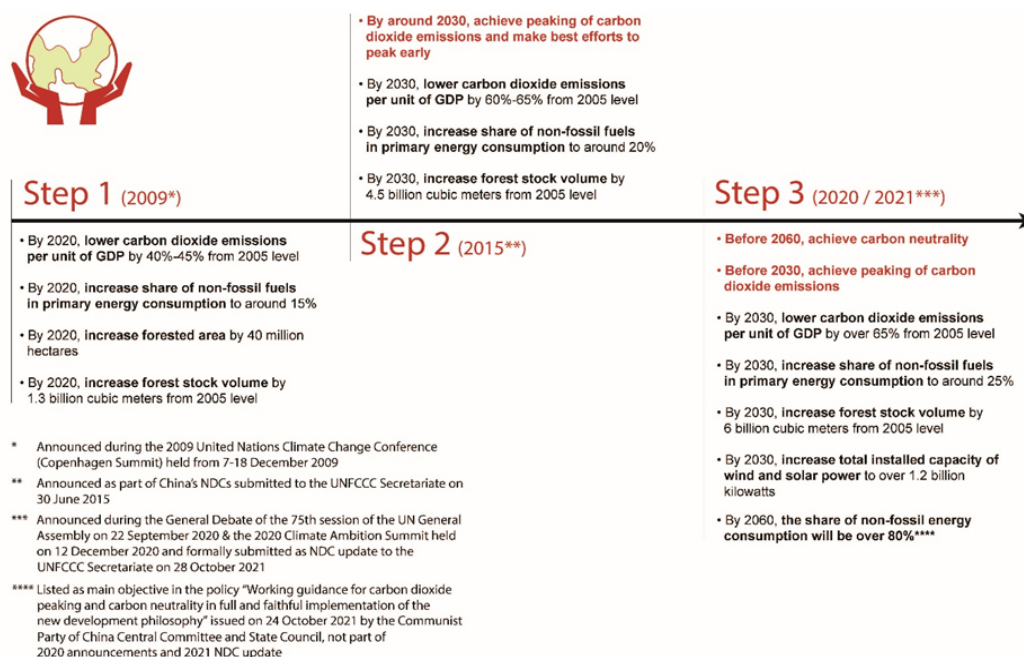 Step 1 (2009*)
• By 2020, lower carbon dioxide emissions
per unit of GDP by 40%-45% from 2005 level
• By 2020, increase share of non-fossil fuels
in primary energy consumption to around 15%
• By 2020, increase forested area by 40 million
hectares
• By 2020, increase forest stock volume by
1.3 billion cubic meters from 2005 level
• By around 2030, achieve peaking of carbon
dioxide emissions and make best efforts to
peak early
• By 2030, lower carbon dioxide emissions
per unit of GDP by 60%-65% from 2005 level
• By 2030, increase share of non-fossil fuels
in primary energy consumption to around 20%
• By 2030, increase forest stock volume by
4.5 billion cubic meters from 2005 level
Step 2 (2015**)
Step 3 (2020 / 2021***)
• Before 2060, achieve carbon neutrality
• Before 2030, achieve peaking of carbon
dioxide emissions
• By 2030, lower carbon dioxide emissions
per unit of GDP by over 65% from 2005 level
• By 2030, increase share of non-fossil fuels
in primary energy consumption to around 25%
• By 2030, increase forest stock volume by
6 billion cubic meters from 2005 level
• By 2030, increase total installed capacity of
wind and solar power to over 1.2 billion
kilowatts
• By 2060, the share of non-fossil energy
consumption will be over 80%****
* Announced during the 2009 United Nations Climate Change Conference
(Copenhagen Summit) held from 7-18 December 2009
** Announced as part of China's NDCs submitted to the UNFCCC Secretariate on
30 June 2015
*** Announced during the General Debate of the 75th session of the UN General
Assembly on 22 September 2020 & the 2020 Climate Ambition Summit held
on 12 December 2020 and formally submitted as NDC update to the
UNFCCC Secretariate on 28 October 2021
**** Listed as main objective in the policy "Working guidance for carbon dioxide
peaking and carbon neutrality in full and faithful implementation of the
new development philosophy" issued on 24 October 2021 by the Communist
Party of China Central Committee and State Council, not part of
2020 announcements and 2021 NDC update